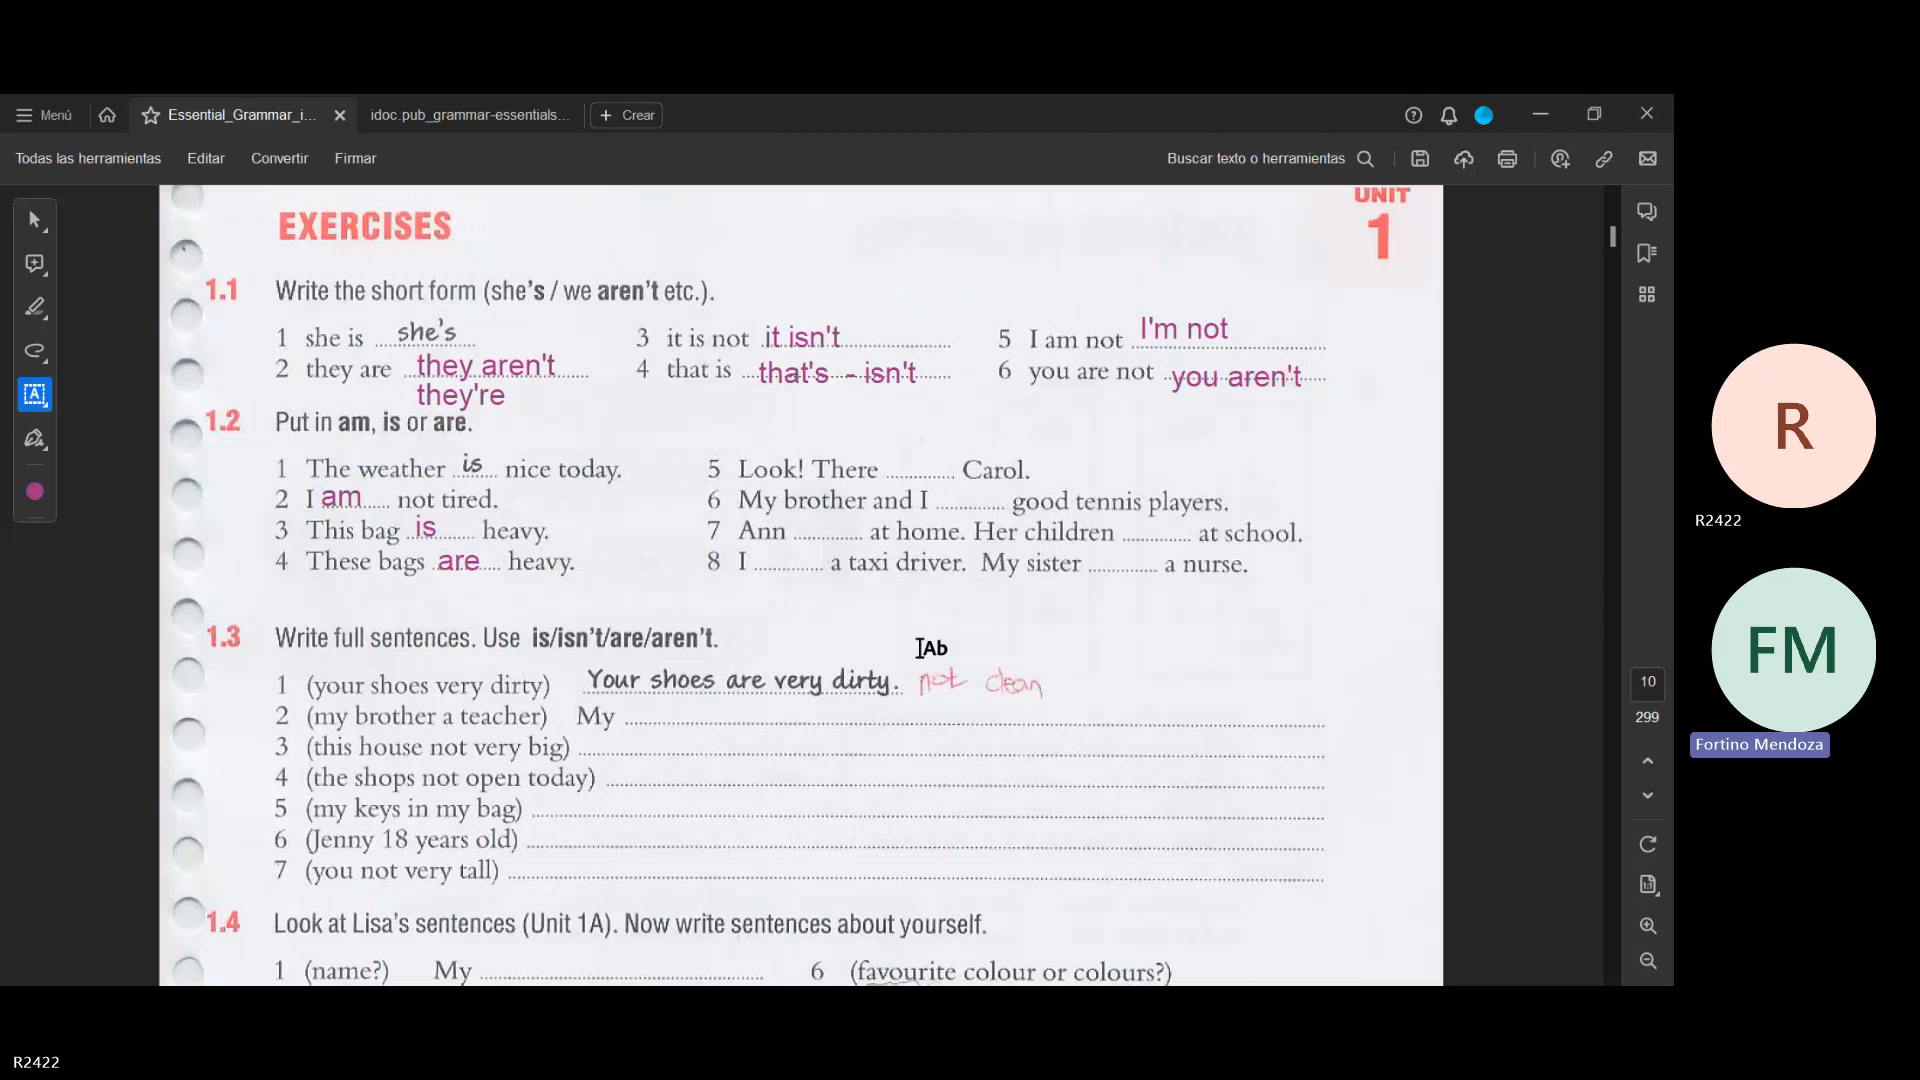 Menú
Essential_Grammar_i...
idoc.pub_grammar-essentials...
+ Crear
Todas las herramientas Editar Convertir Firmar
Buscar texto o herramientas
UNIT
1
EXERCISES
1.1 Write the short form (she's / we aren't etc.).
1 she is she's
2 they are they aren't
they're
3 it is not it isn't
4 that is that's - isn't
5 I am not I'm not
6 you are not you aren't
1.2 Put in am, is or are.
1 The weather is nice today.
2 I am not tired.
3 This bag is heavy.
4 These bags are heavy.
5 Look! There ............ Carol.
6 My brother and I ............ good tennis players.
7 Ann ............ at home. Her children ............ at school.
8 I ............ a taxi driver. My sister ............ a nurse.
1.3 Write full sentences. Use is/isn't/are/aren't.
Ab
1 (your shoes very dirty) Your shoes are very dirty. not clean
2 (my brother a teacher) My
3 (this house not very big)
4 (the shops not open today)
5 (my keys in my bag)
6 (Jenny 18 years old)
7 (you not very tall)
1.4 Look at Lisa's sentences (Unit 1A). Now write sentences about yourself.
1 (name?) My
6 (favourite colour or colours?)
10
299
R
R2422
FM
Fortino Mendoza
R2422